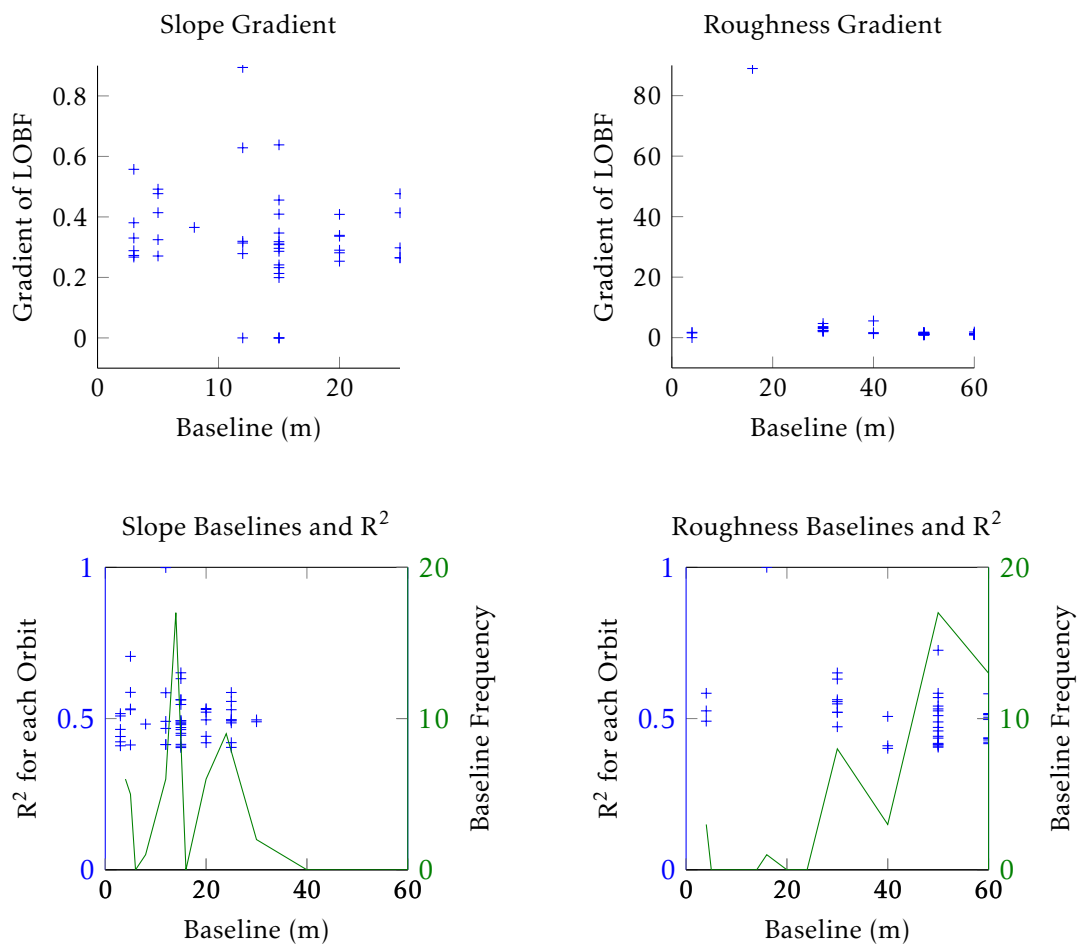 Slope Gradient
Gradient of LOBF
0.8
0.6
0.4
0.2
0
0 10 20
Baseline (m)
Roughness Gradient
Gradient of LOBF
80
60
40
20
0
0 20 40 60
Baseline (m)
Slope Baselines and R²
R² for each Orbit
1
0.5
0
20
10
0
Baseline Frequency
0 20 40 60
Baseline (m)
Roughness Baselines and R²
R² for each Orbit
1
0.5
0
20
10
0
Baseline Frequency
0 20 40 60
Baseline (m)